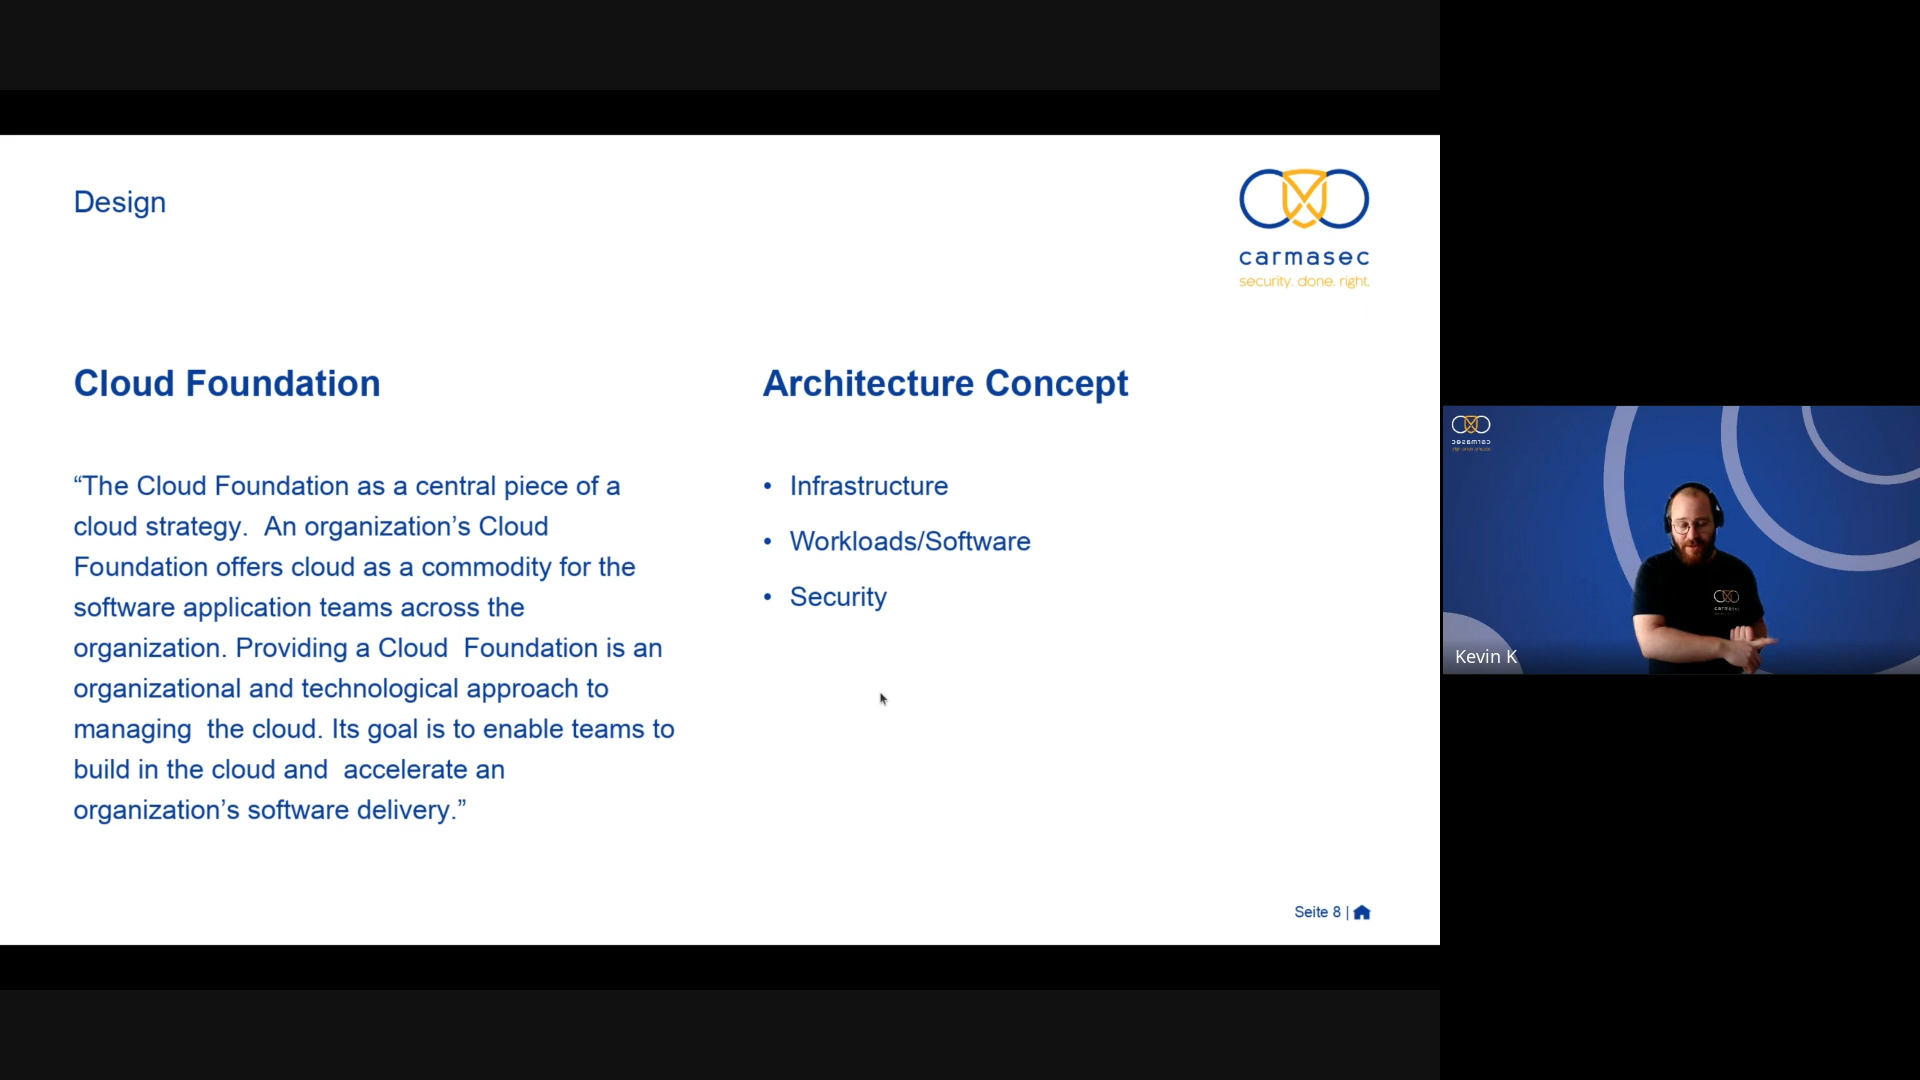 Design
carmasec
security. done. right.
Cloud Foundation
“The Cloud Foundation as a central piece of a
cloud strategy.  An organization’s Cloud
Foundation offers cloud as a commodity for the
software application teams across the
organization. Providing a Cloud  Foundation is an
organizational and technological approach to
managing  the cloud. Its goal is to enable teams to
build in the cloud and  accelerate an
organization’s software delivery.”
Architecture Concept
• Infrastructure
• Workloads/Software
• Security
Seite 8 |
carmasec
Kevin K